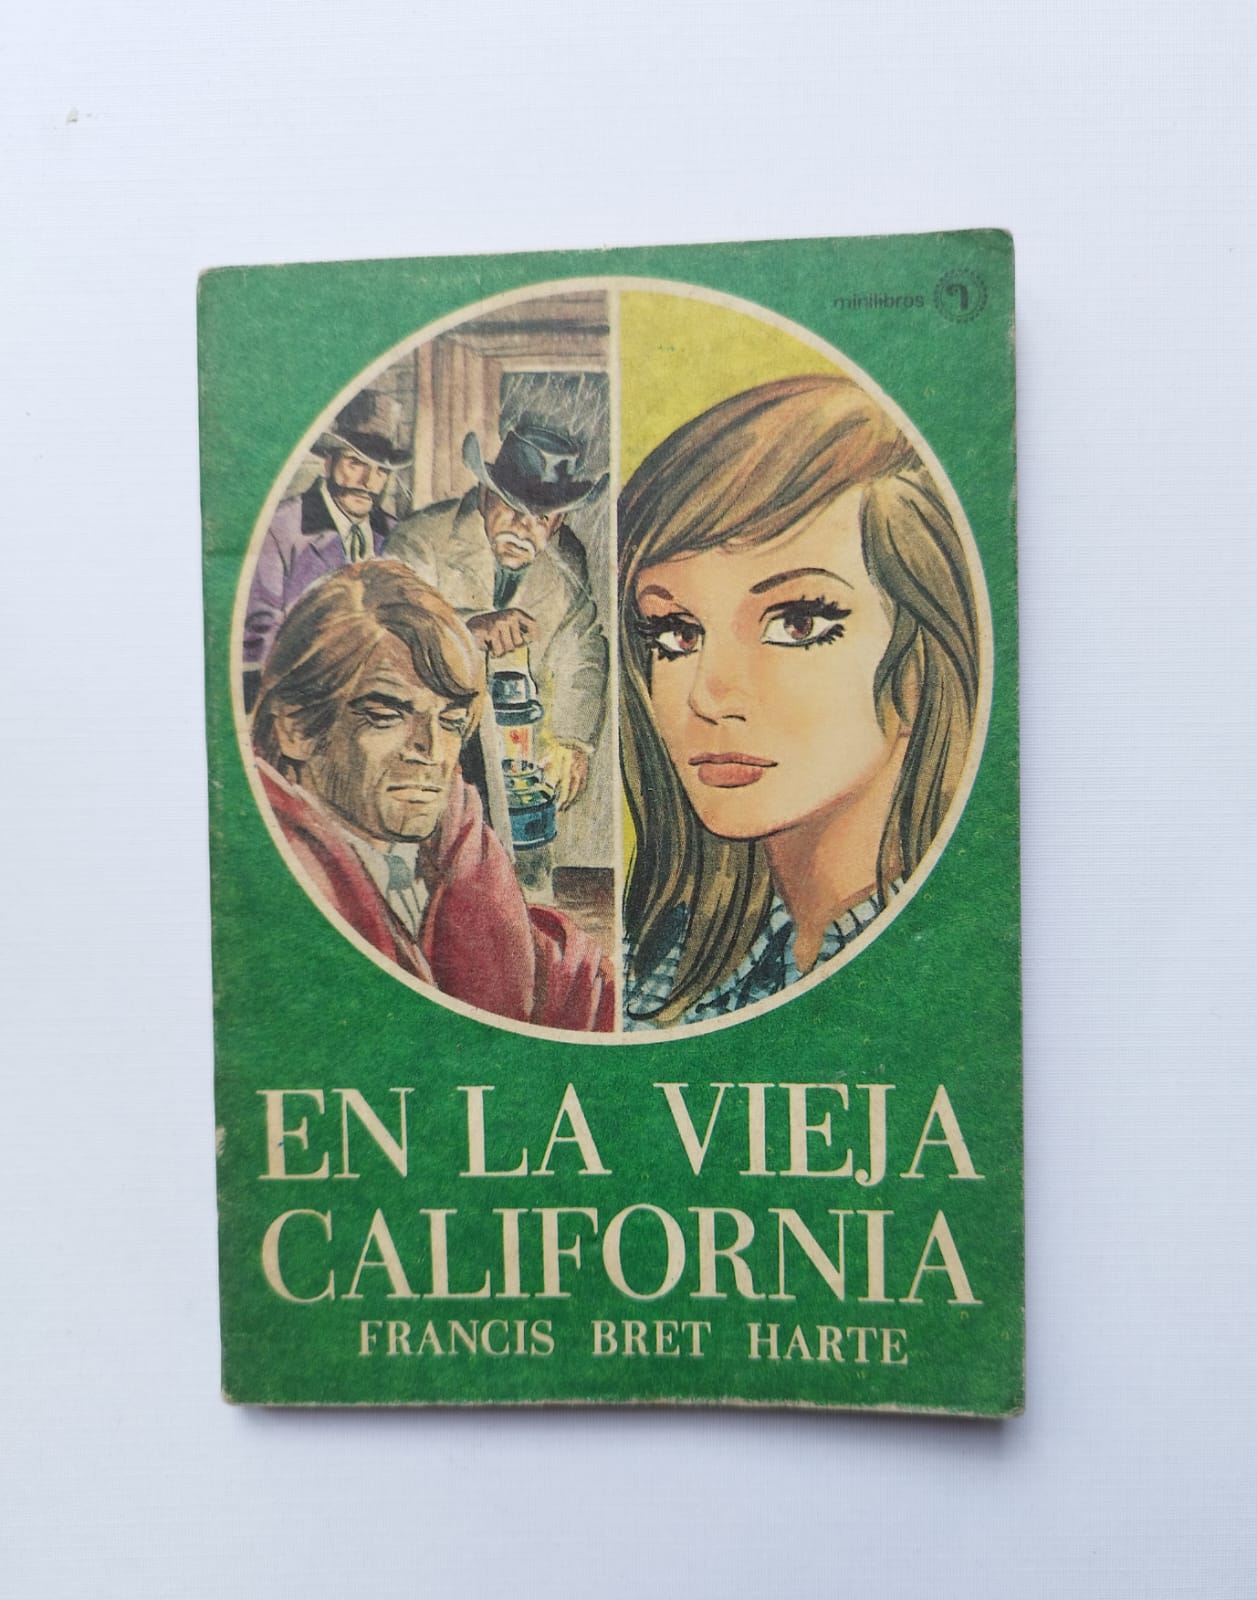 minilibros
EN LA VIEJA
CALIFORNIA
FRANCIS BRET HARTE